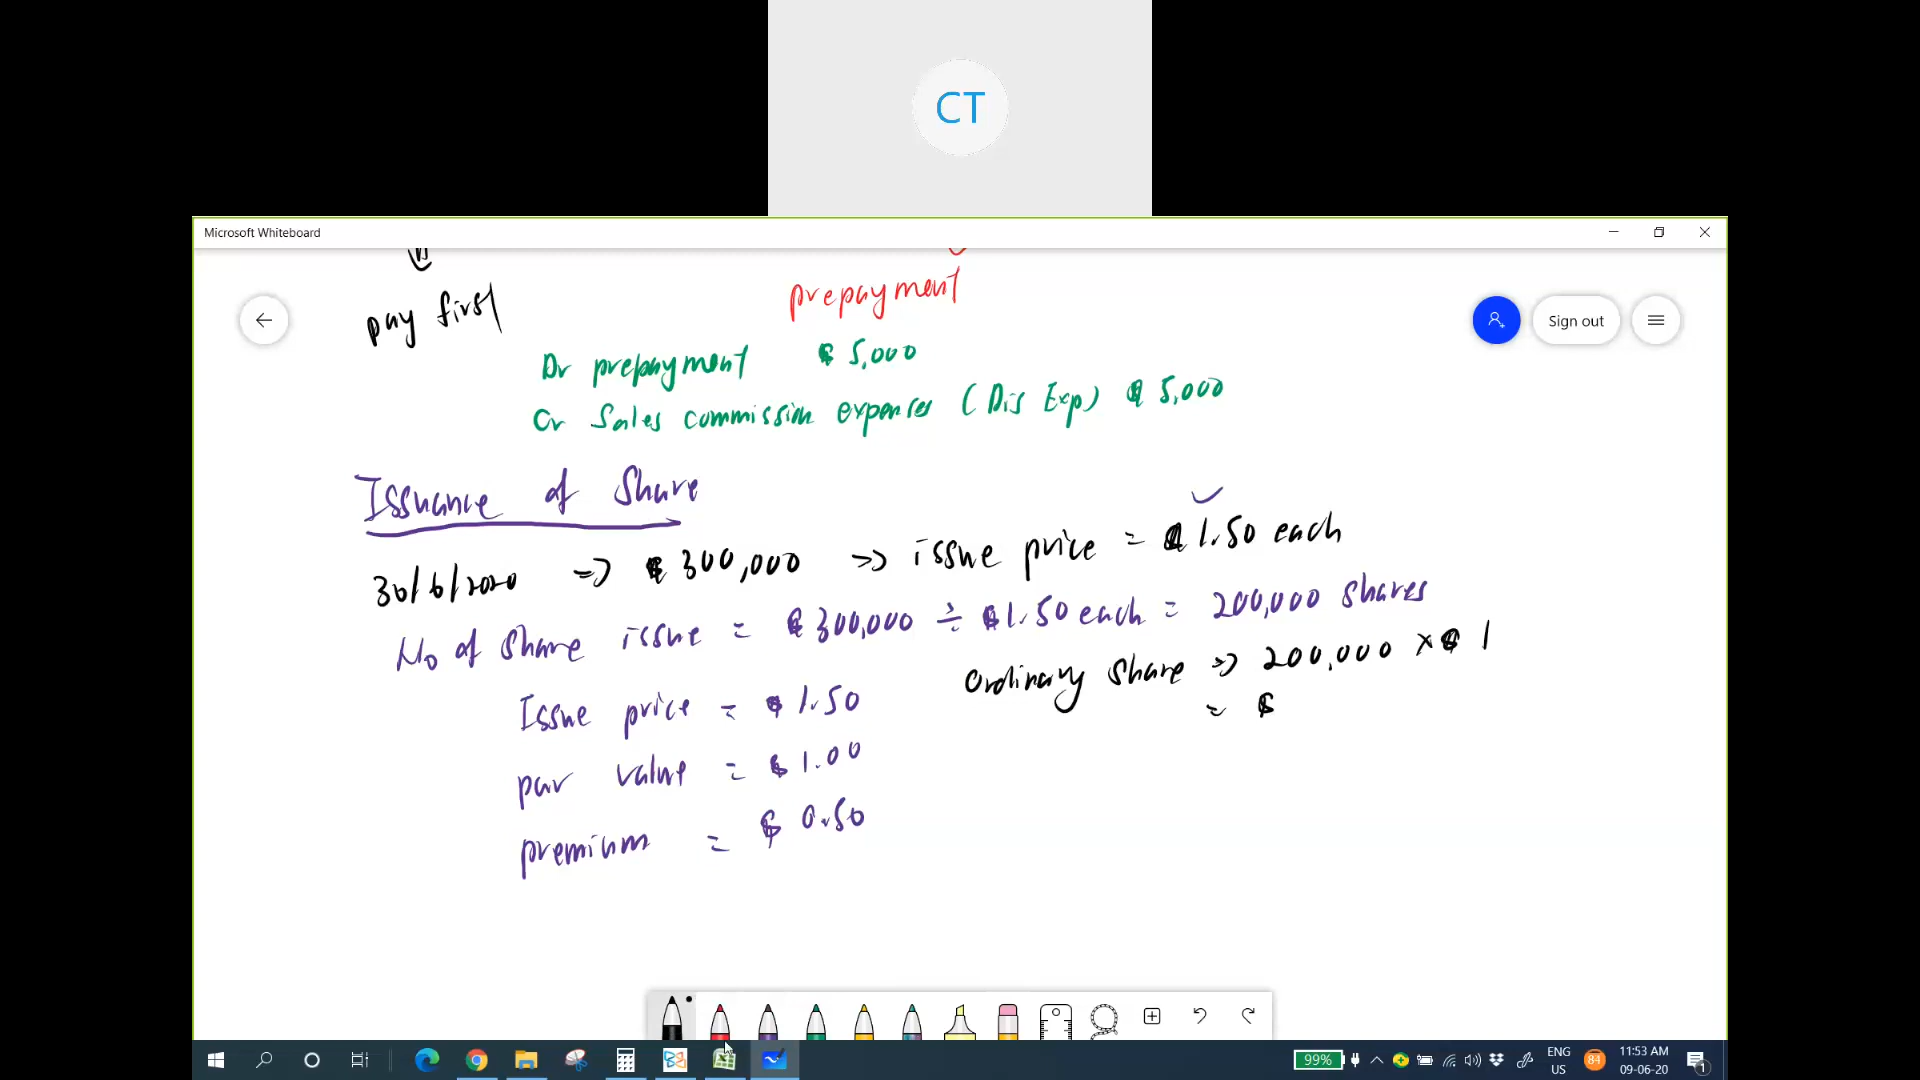 CT
Microsoft Whiteboard
pay first
prepayment
Sign out
Dr prepayment $ 5,000
Cr Sales commission expenses (Dis Exp) $ 5,000
Issuance of Share
30/6/2020 => $ 300,000 => issue price = $ 1.50 each
No of share issue = $ 300,000 ÷ $ 1.50 each = 200,000 shares
Ordinary share => 200,000 x $ 1
= $
Issue price = $ 1.50
par value = $ 1.00
premium = $ 0.50
99%
ENG
US
84
11:53 AM
09-06-20
1